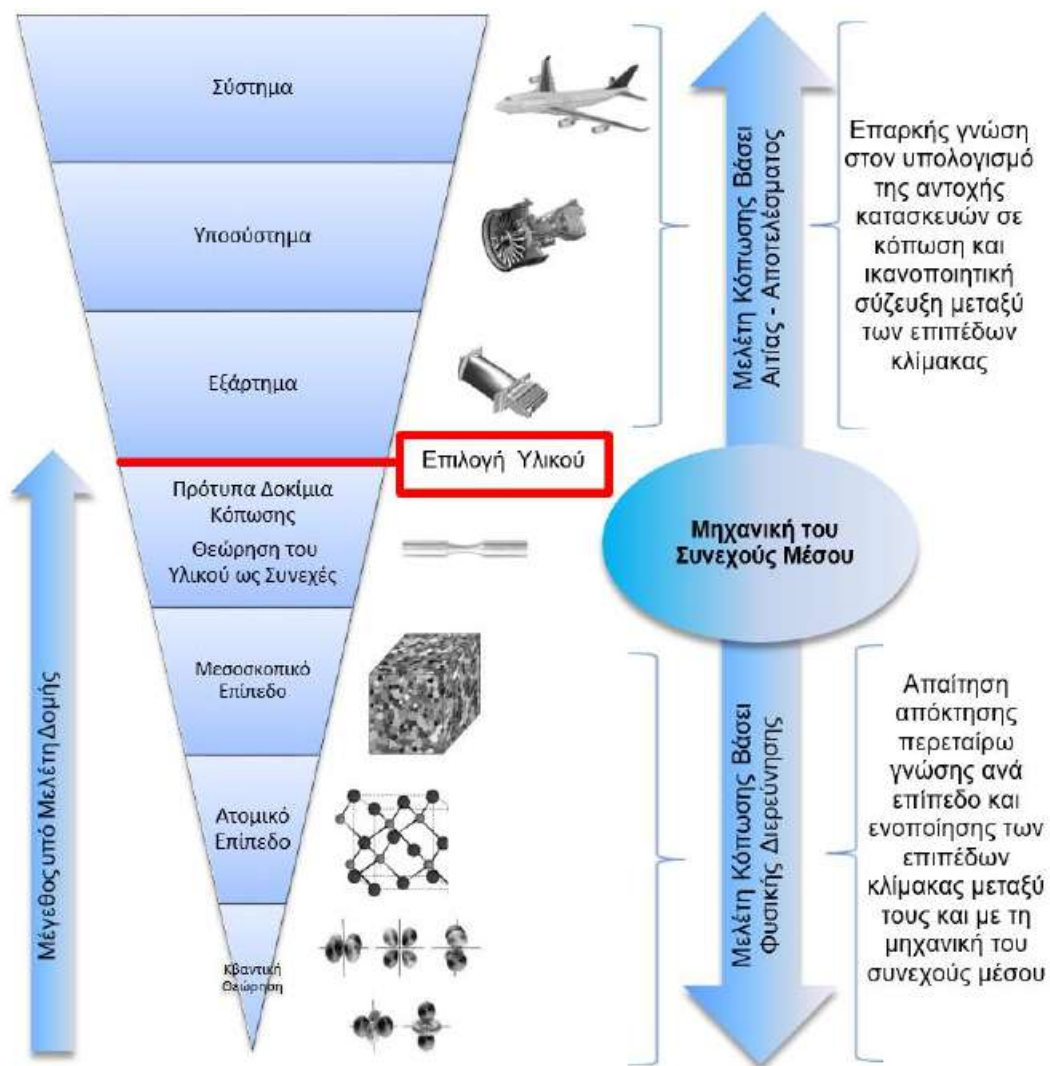 Σύστημα
Υποσύστημα
Εξάρτημα
Επιλογή Υλικού
Πρότυπα Δοκίμια
Κόπωσης
Θεώρηση του
Υλικού ως Συνεχές
Μεσοσκοπικό
Επίπεδο
Ατομικό
Επίπεδο
Κβαντική
Θεώρηση
Μέγεθος υπό Μελέτη Δομής
Μελέτη Κόπωσης Βάσει
Αιτίας - Αποτελέσματος
Επαρκής γνώση
στον υπολογισμό
της αντοχής
κατασκευών σε
κόπωση και
ικανοποιητική
σύζευξη μεταξύ
των επιπέδων
κλίμακας
Μηχανική του
Συνεχούς Μέσου
Μελέτη Κόπωσης Βάσει
Φυσικής Διερεύνησης
Απαίτηση
απόκτησης
περεταίρω
γνώσης ανά
επίπεδο και
ενοποίησης των
επιπέδων
κλίμακας μεταξύ
τους και με τη
μηχανική του
συνεχούς μέσου